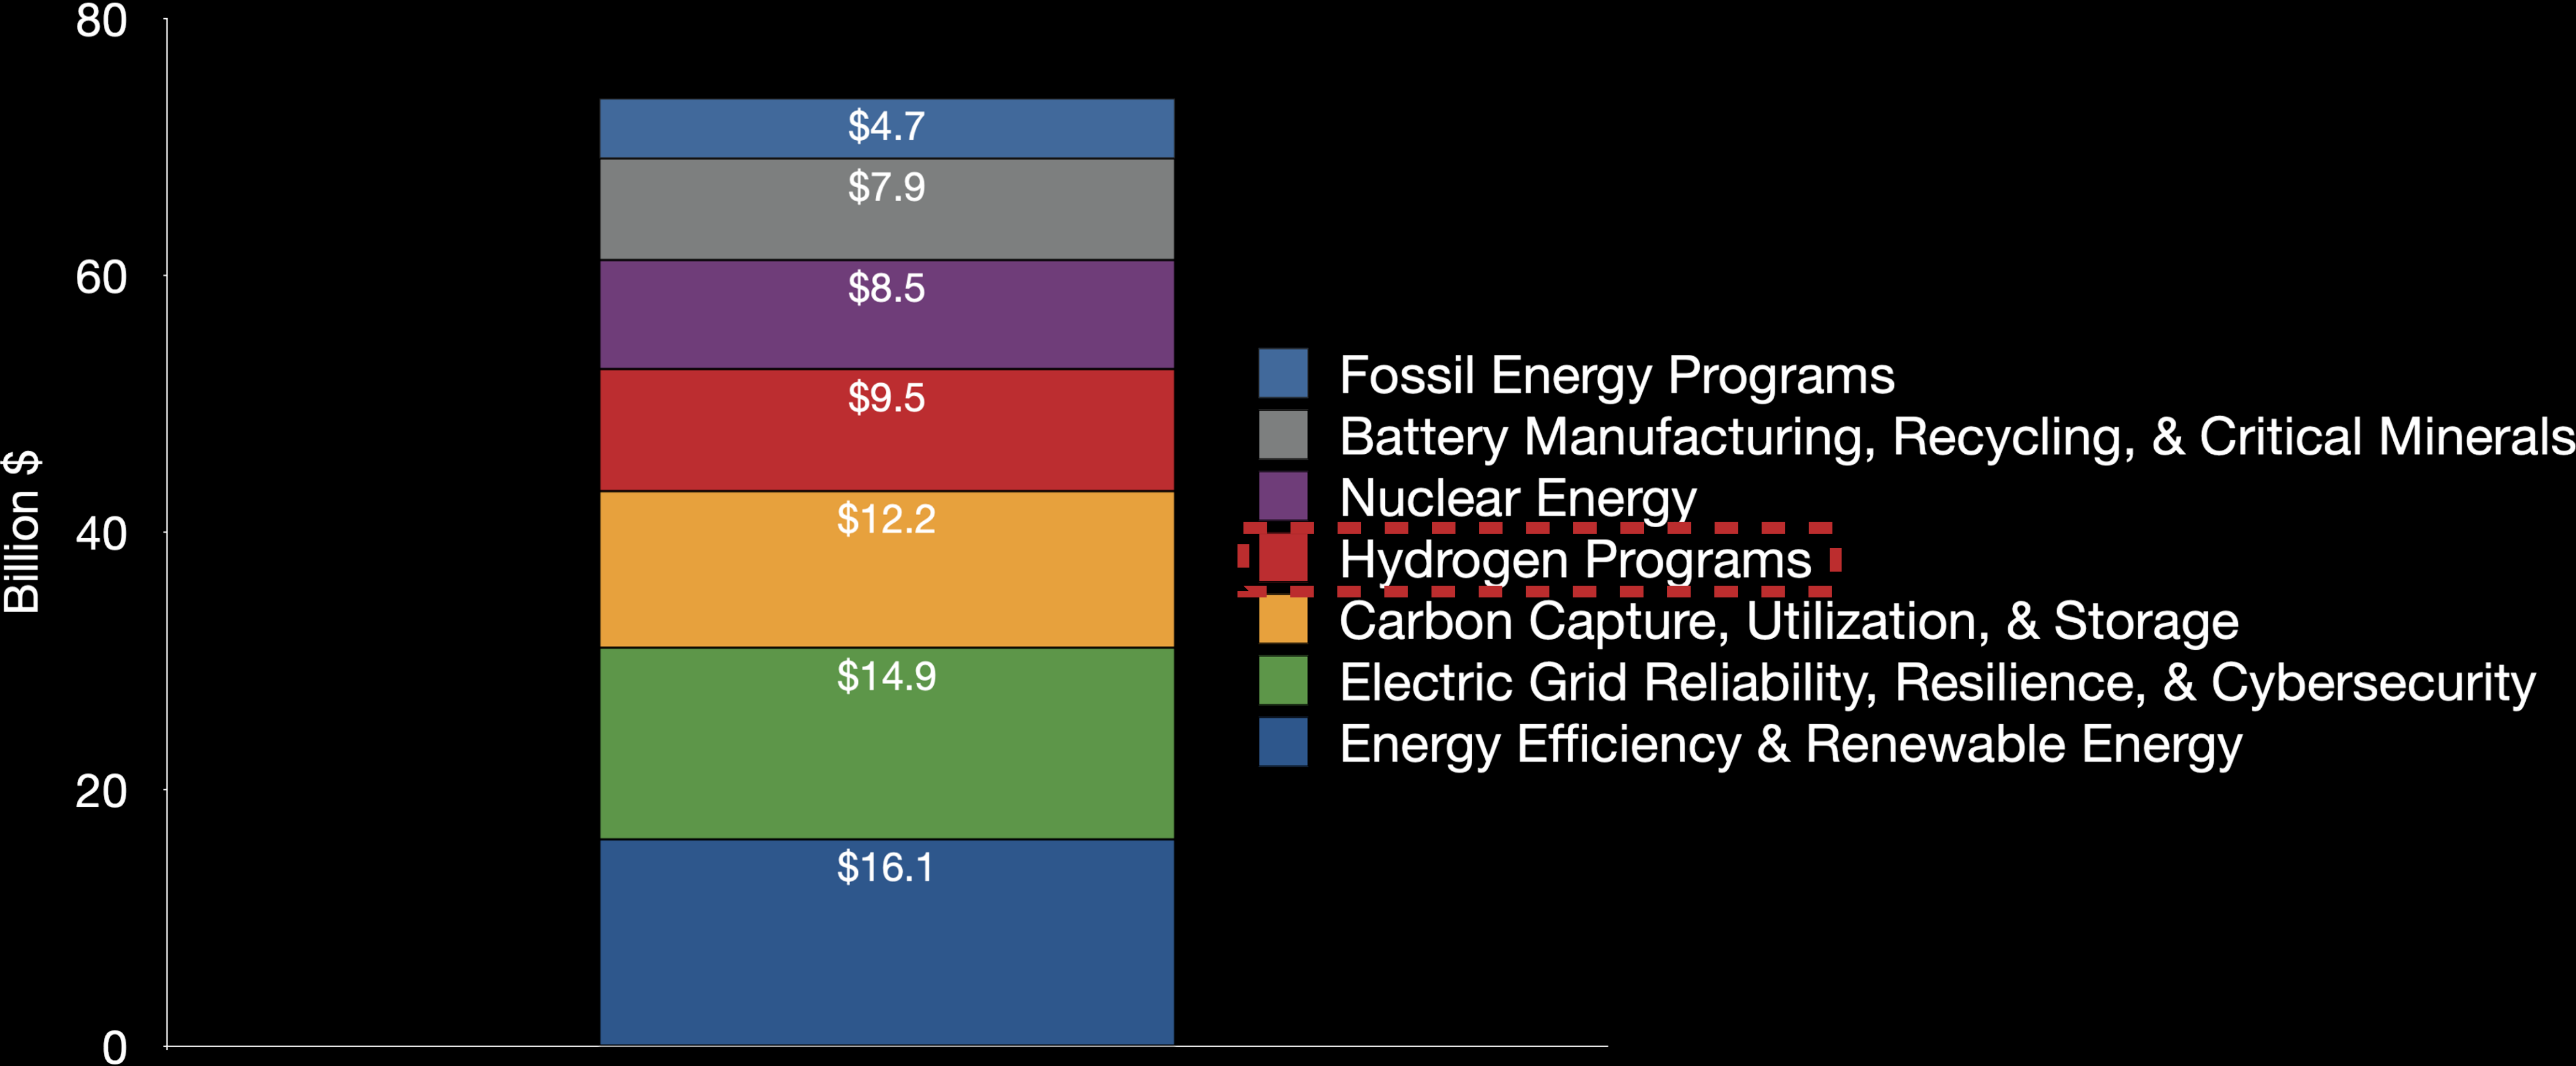 80
60
40
20
0
Billion $
$4.7
$7.9
$8.5
$9.5
$12.2
$14.9
$16.1
Fossil Energy Programs
Battery Manufacturing, Recycling, & Critical Minerals
Nuclear Energy
Hydrogen Programs
Carbon Capture, Utilization, & Storage
Electric Grid Reliability, Resilience, & Cybersecurity
Energy Efficiency & Renewable Energy